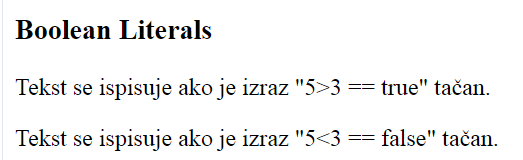 Boolean Literals
Tekst se ispisuje ako je izraz "5>3 == true" tačan.
Tekst se ispisuje ako je izraz "5<3 == false" tačan.